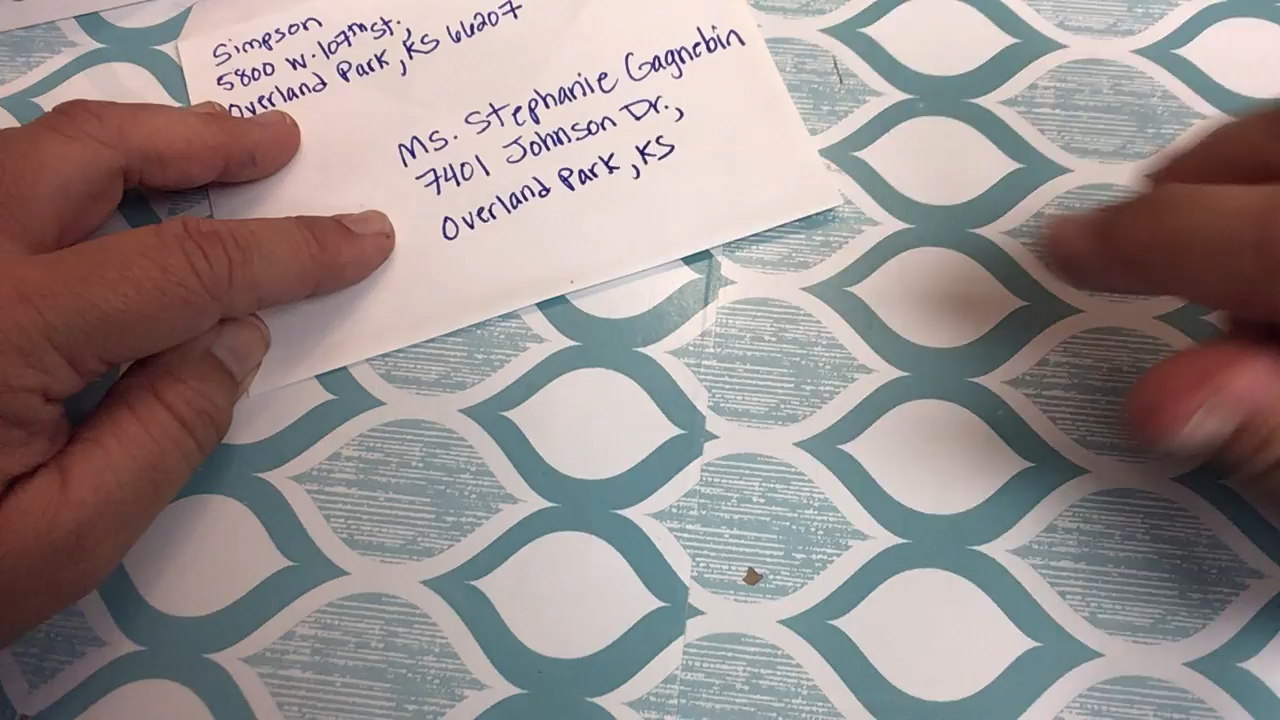 Simpson
5800 W. 107th St.,
Overland Park, KS 66207
Ms. Stephanie Gagnebin
7401 Johnson Dr.,
Overland Park, KS